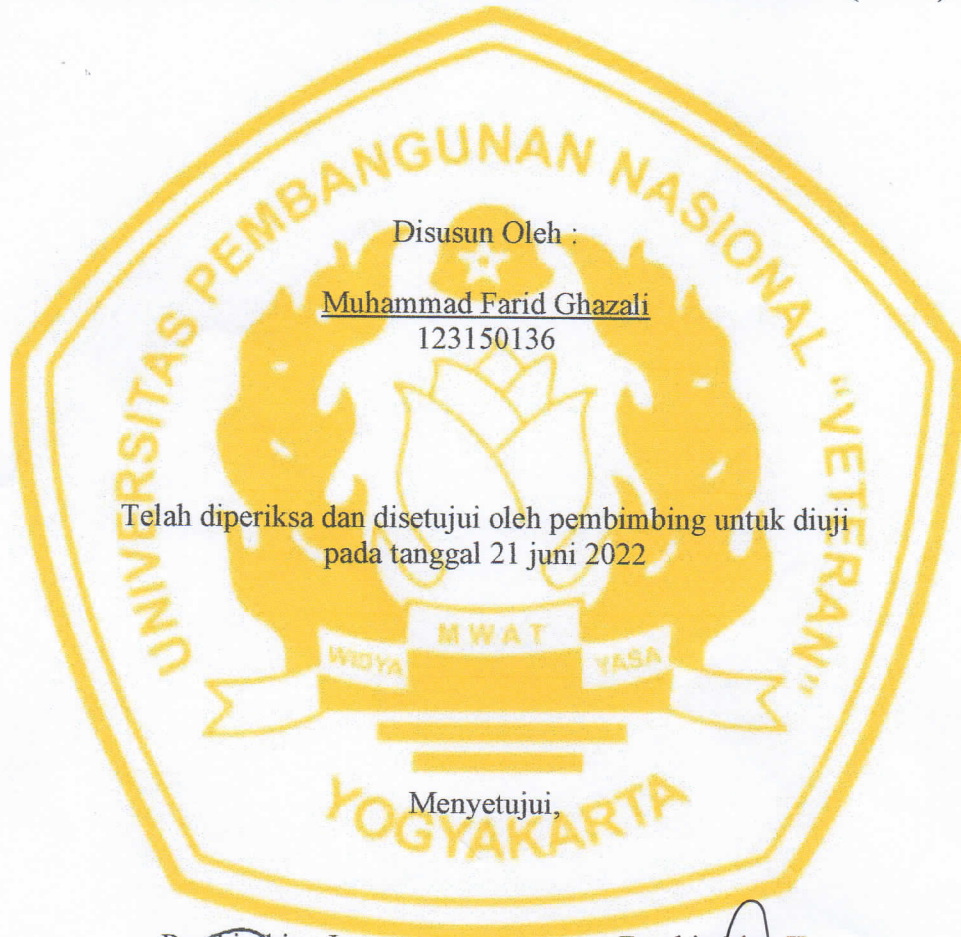 UNIVERSITAS PEMBANGUNAN NASIONAL "VETERAN"
Disusun Oleh :
Muhammad Farid Ghazali
123150136
Telah diperiksa dan disetujui oleh pembimbing untuk diuji
pada tanggal 21 juni 2022
WIDYA MWAT YASA
Menyetujui,
YOGYAKARTA